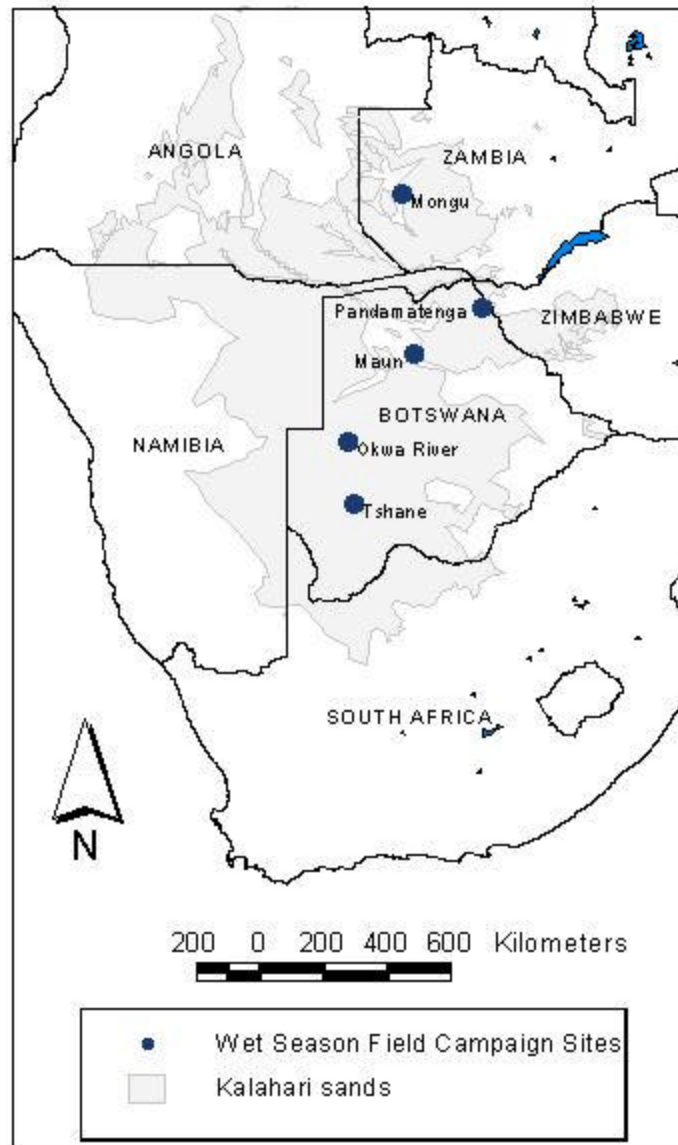 ANGOLA
ZAMBIA
Mongu
Pandamatenga
ZIMBABWE
Maun
BOTSWANA
NAMIBIA
Okwa River
Tshane
SOUTH AFRICA
N
200 0 200 400 600 Kilometers
Wet Season Field Campaign Sites
Kalahari sands